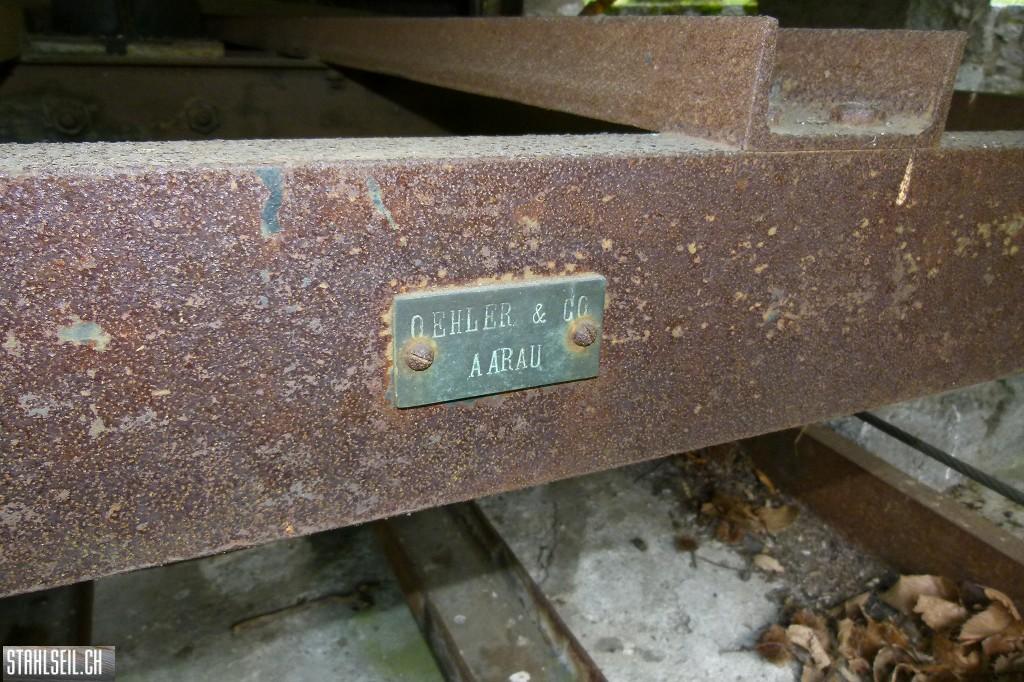 OEHLER & CO
AARAU
STAHLSEIL.CH